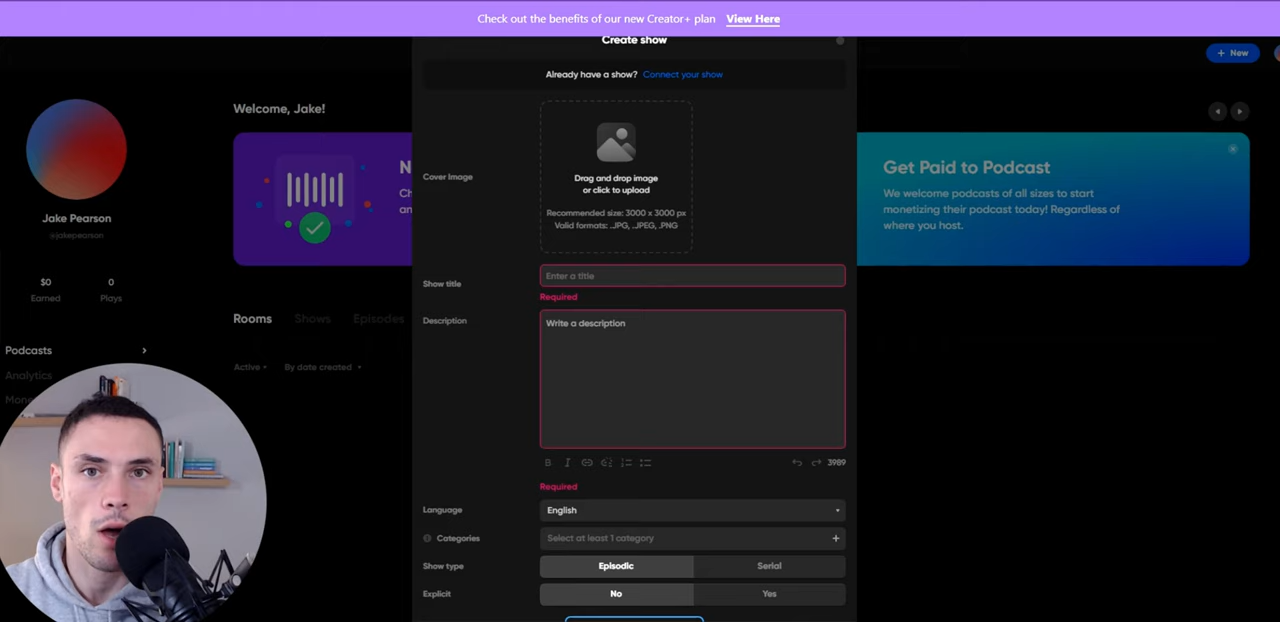 Check out the benefits of our new Creator+ plan View Here
Create show
+ New
Already have a show? Connect your show
Welcome, Jake!
N
Ch
an
Get Paid to Podcast
We welcome podcasts of all sizes to start
monetizing their podcast today! Regardless of
where you host.
Jake Pearson
@jakepearson
$0 0
Earned Plays
Rooms Shows Episodes
Podcasts
Analytics
Mone
Active By date created
Cover Image
Drag and drop image
or click to upload
Recommended size: 3000 x 3000 px
Valid formats: .JPG, .JPEG, .PNG
Show title
Enter a title
Required
Description
Write a description
B I 3989
Required
Language English
Categories Select at least 1 category +
Show type Episodic Serial
Explicit No Yes